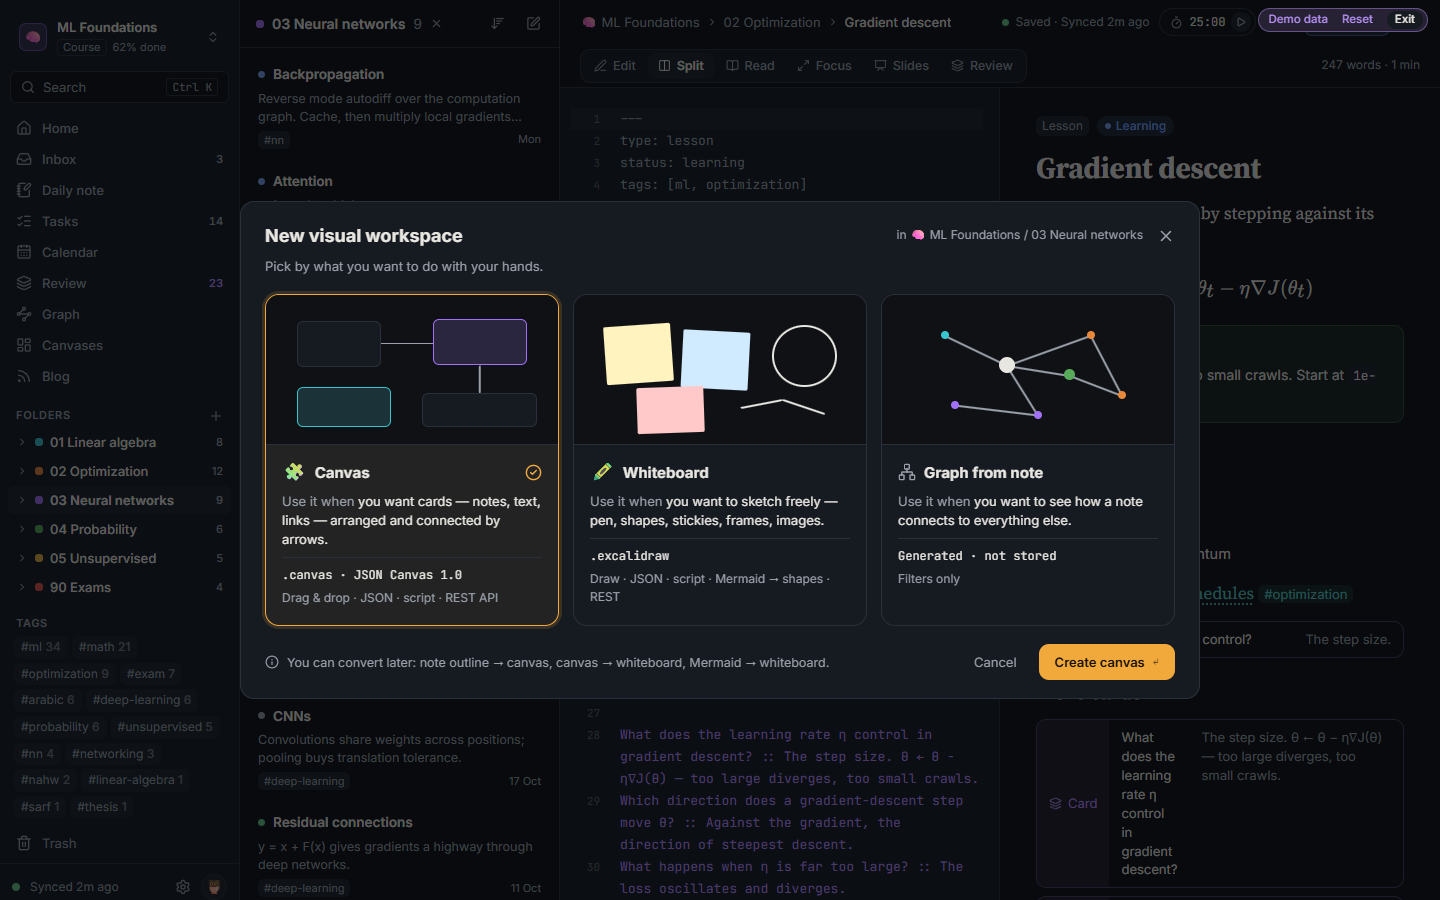 ML Foundations
Course 62% done
Search Ctrl K
Home
Inbox 3
Daily note
Tasks 14
Calendar
Review 23
Graph
Canvases
Blog
FOLDERS
01 Linear algebra 8
02 Optimization 12
03 Neural networks 9
04 Probability 6
05 Unsupervised 5
90 Exams 4
TAGS
#ml 34 #math 21
#optimization 9 #exam 7
#arabic 6 #deep-learning 6
#probability 6 #unsupervised 5
#nn 4 #networking 3
#nahw 2 #linear-algebra 1
#sarf 1 #thesis 1
Trash
Synced 2m ago
03 Neural networks 9
Backpropagation
Reverse mode autodiff over the computation
graph. Cache, then multiply local gradients...
#nn Mon
Attention
CNNs
Convolutions share weights across positions;
pooling buys translation tolerance.
#deep-learning 17 Oct
Residual connections
y = x + F(x) gives gradients a highway through
deep networks.
#deep-learning 11 Oct
ML Foundations › 02 Optimization › Gradient descent
Saved · Synced 2m ago
25:00
Demo data Reset Exit
Edit Split Read Focus Slides Review
247 words · 1 min
1 ---
2 type: lesson
3 status: learning
4 tags: [ml, optimization]
27
28 What does the learning rate η control in
gradient descent? :: The step size. θ ← θ -
η∇J(θ) — too large diverges, too small crawls.
29 Which direction does a gradient-descent step
move θ? :: Against the gradient, the
direction of steepest descent.
30 What happens when η is far too large? :: The
loss oscillates and diverges.
Lesson Learning
Gradient descent
by stepping against its
θt − η∇J(θt)
small crawls. Start at 1e-
ntum
edules #optimization
control? The step size.
Card
What
does the
learning
rate η
control
in
gradient
descent?
The step size. θ ← θ − η∇J(θ)
— too large diverges, too
small crawls.
New visual workspace
in ML Foundations / 03 Neural networks
Pick by what you want to do with your hands.
Canvas
Use it when you want cards — notes, text,
links — arranged and connected by
arrows.
.canvas · JSON Canvas 1.0
Drag & drop · JSON · script · REST API
Whiteboard
Use it when you want to sketch freely —
pen, shapes, stickies, frames, images.
.excalidraw
Draw · JSON · script · Mermaid → shapes ·
REST
Graph from note
Use it when you want to see how a note
connects to everything else.
Generated · not stored
Filters only
You can convert later: note outline → canvas, canvas → whiteboard, Mermaid → whiteboard.
Cancel
Create canvas ↵